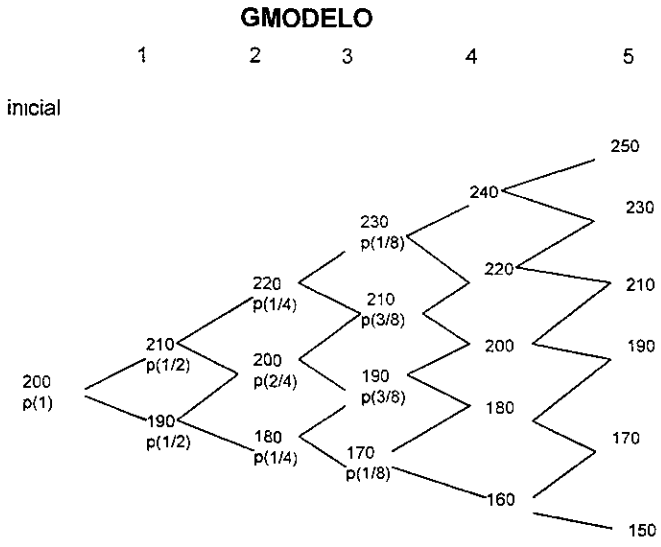 GMODELO
1 2 3 4 5
inicial
250
240
230
230
p(1/8)
220
220
p(1/4)
210
210
p(3/8)
210
p(1/2)
200
200
p(2/4)
190
200
p(1)
190
p(3/8)
190
p(1/2)
180
180
p(1/4)
170
170
p(1/8)
160
150